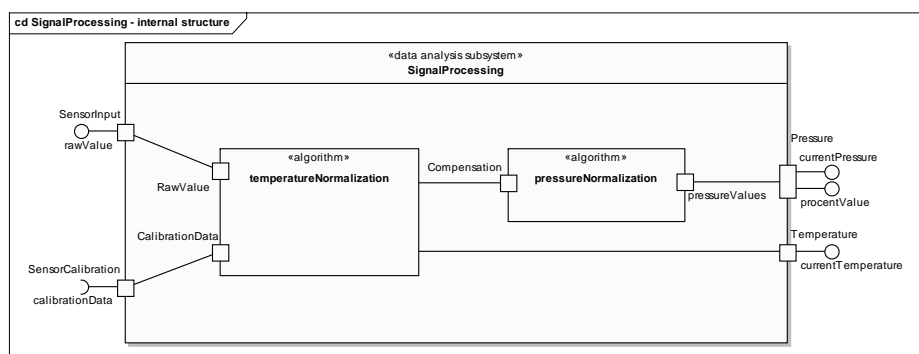 cd SignalProcessing - internal structure
«data analysis subsystem»
SignalProcessing
SensorInput
rawValue
RawValue
«algorithm»
temperatureNormalization
CalibrationData
SensorCalibration
calibrationData
Compensation
«algorithm»
pressureNormalization
pressureValues
Pressure
currentPressure
procentValue
Temperature
currentTemperature